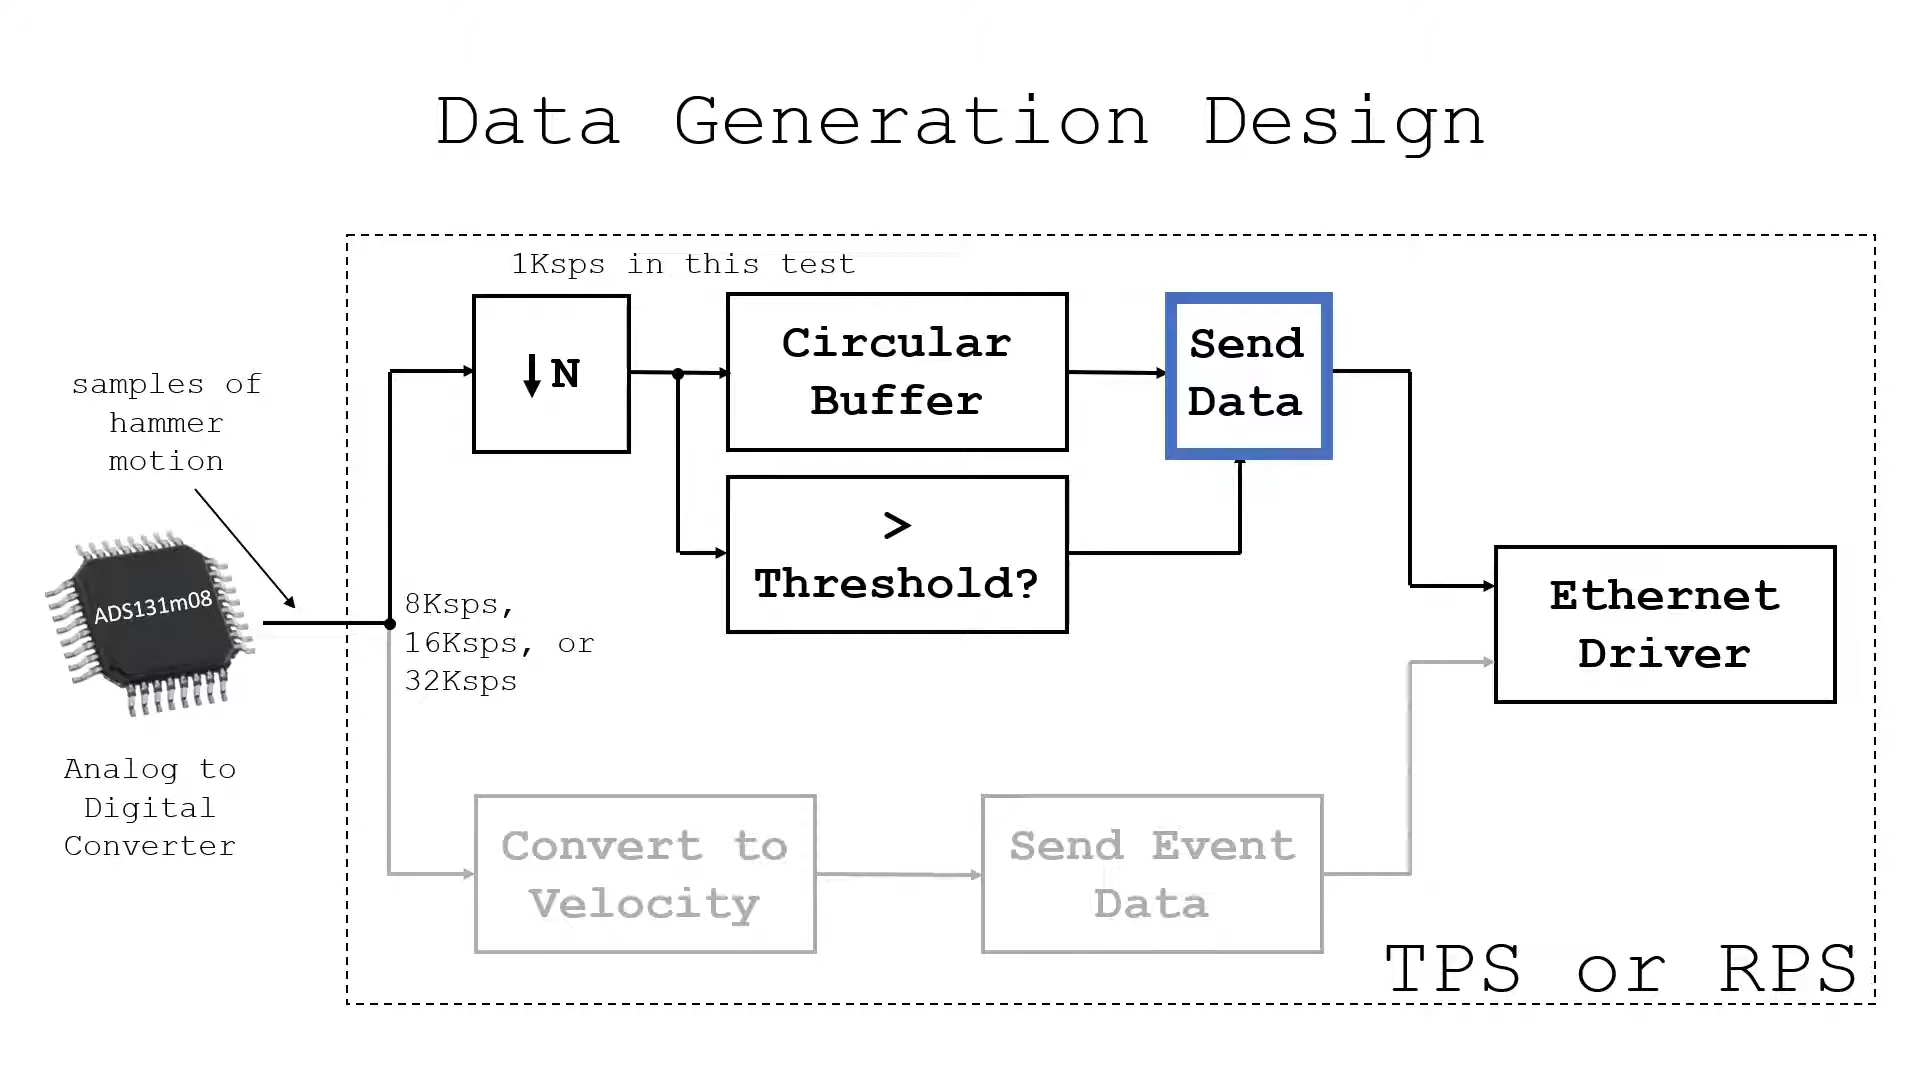 Data Generation Design
1Ksps in this test
↓N
Circular
Buffer
Send
Data
samples of
hammer
motion
>
Threshold?
ADS131m08
8Ksps,
16Ksps, or
32Ksps
Ethernet
Driver
Analog to
Digital
Converter
Convert to
Velocity
Send Event
Data
TPS or RPS